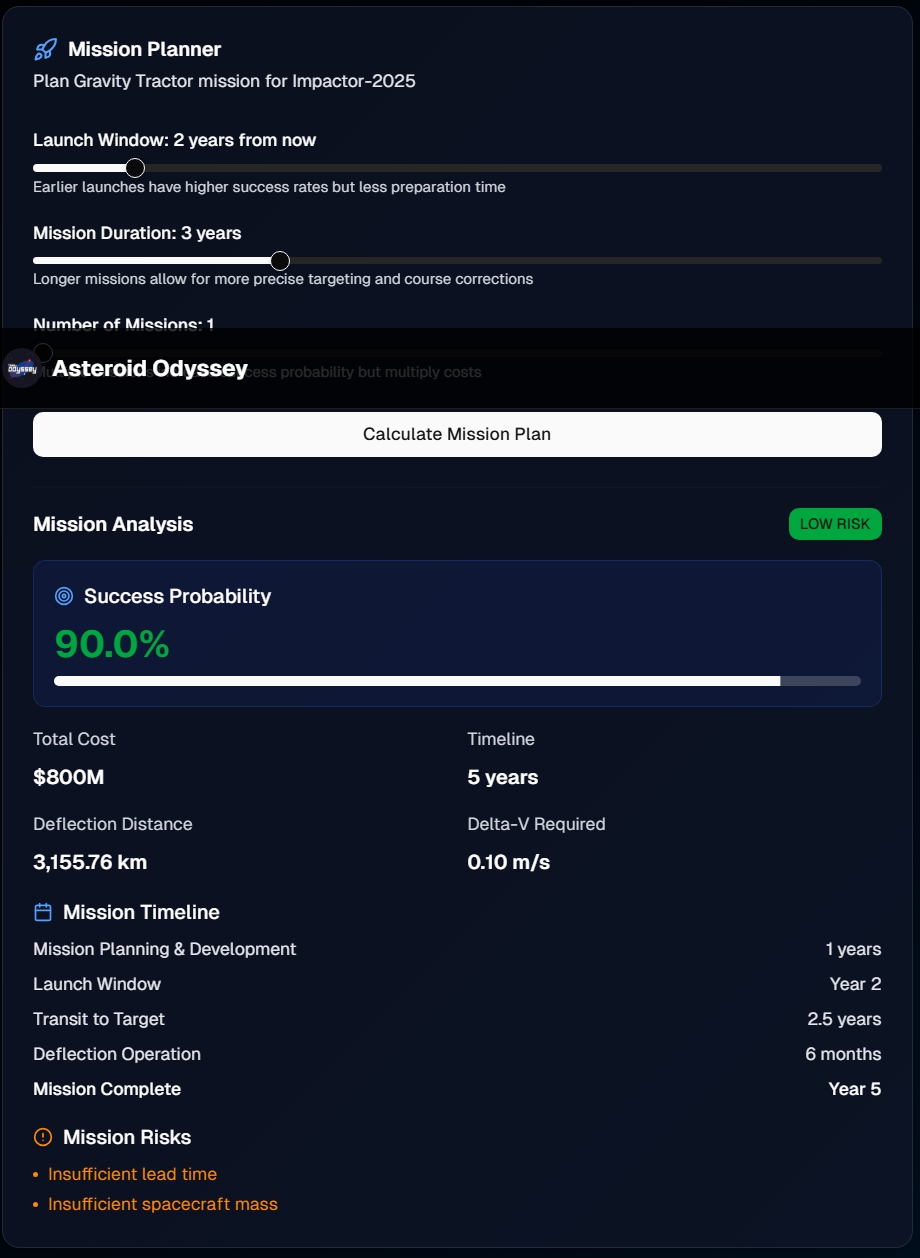 Mission Planner
Plan Gravity Tractor mission for Impactor-2025
Launch Window: 2 years from now
Earlier launches have higher success rates but less preparation time
Mission Duration: 3 years
Longer missions allow for more precise targeting and course corrections
Number of Missions: 1
Odyssey
Asteroid Odyssey
probability but multiply costs
Calculate Mission Plan
Mission Analysis
LOW RISK
Success Probability
90.0%
Total Cost
Timeline
$800M
5 years
Deflection Distance
Delta-V Required
3,155.76 km
0.10 m/s
Mission Timeline
Mission Planning & Development
1 years
Launch Window
Year 2
Transit to Target
2.5 years
Deflection Operation
6 months
Mission Complete
Year 5
Mission Risks
• Insufficient lead time
• Insufficient spacecraft mass